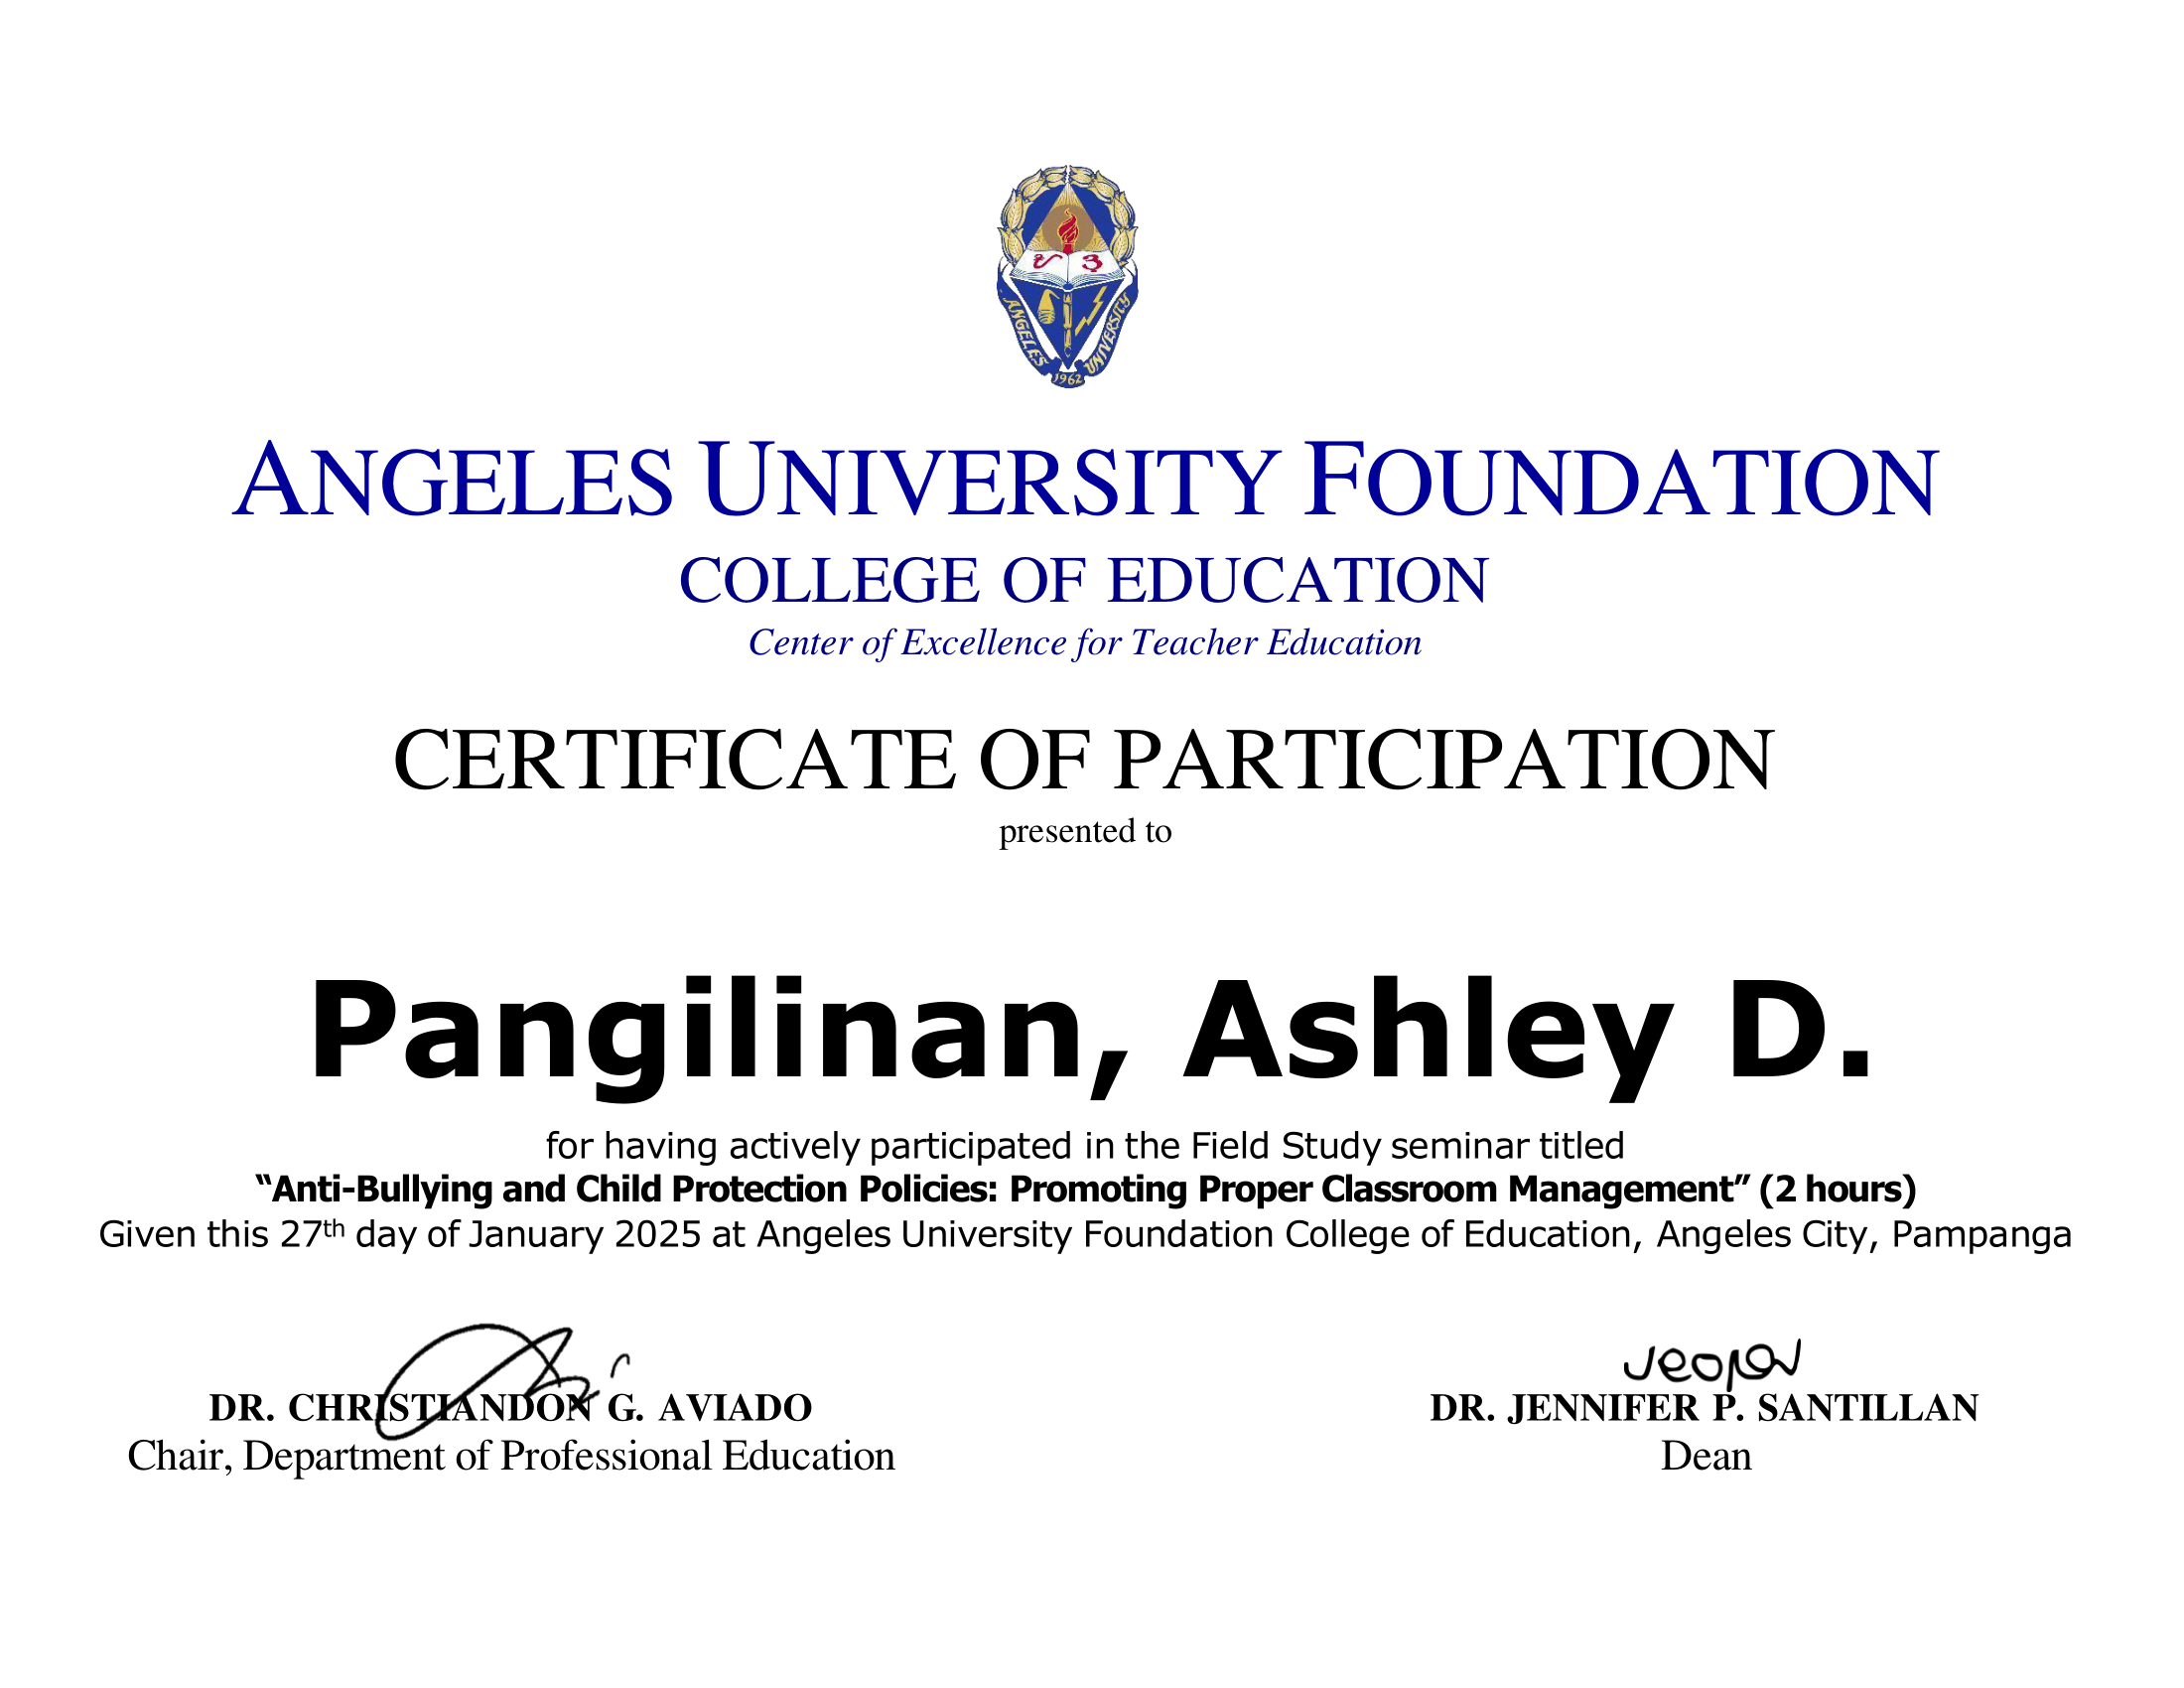 ANGELES UNIVERSITY
1962
ANGELES UNIVERSITY FOUNDATION
COLLEGE OF EDUCATION
Center of Excellence for Teacher Education
CERTIFICATE OF PARTICIPATION
presented to
Pangilinan, Ashley D.
for having actively participated in the Field Study seminar titled
“Anti-Bullying and Child Protection Policies: Promoting Proper Classroom Management” (2 hours)
Given this 27th day of January 2025 at Angeles University Foundation College of Education, Angeles City, Pampanga
DR. CHRISTIANDON G. AVIADO
Chair, Department of Professional Education
DR. JENNIFER P. SANTILLAN
Dean